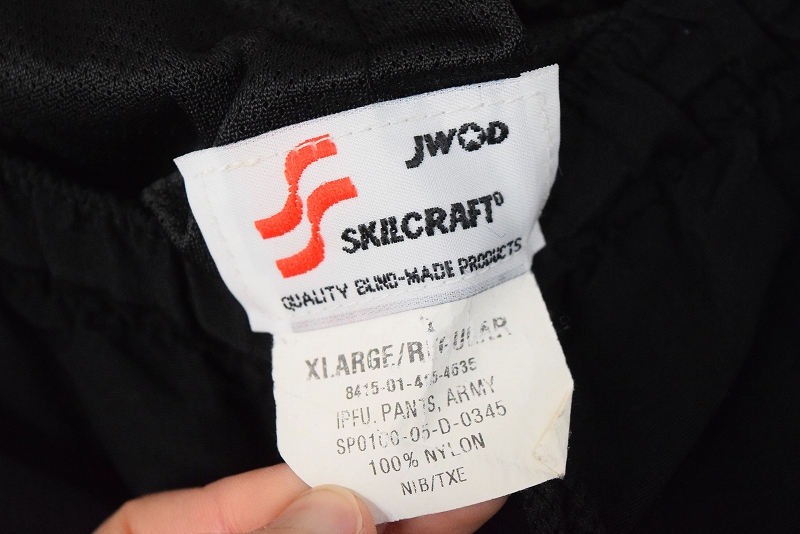 JWOD
SKILCRAFT®
QUALITY BLIND-MADE PRODUCTS
XLARGE/REGULAR
8415-01-465-4635
IPFU, PANTS, ARMY
SP0100-05-D-0345
100% NYLON
NIB/TXE